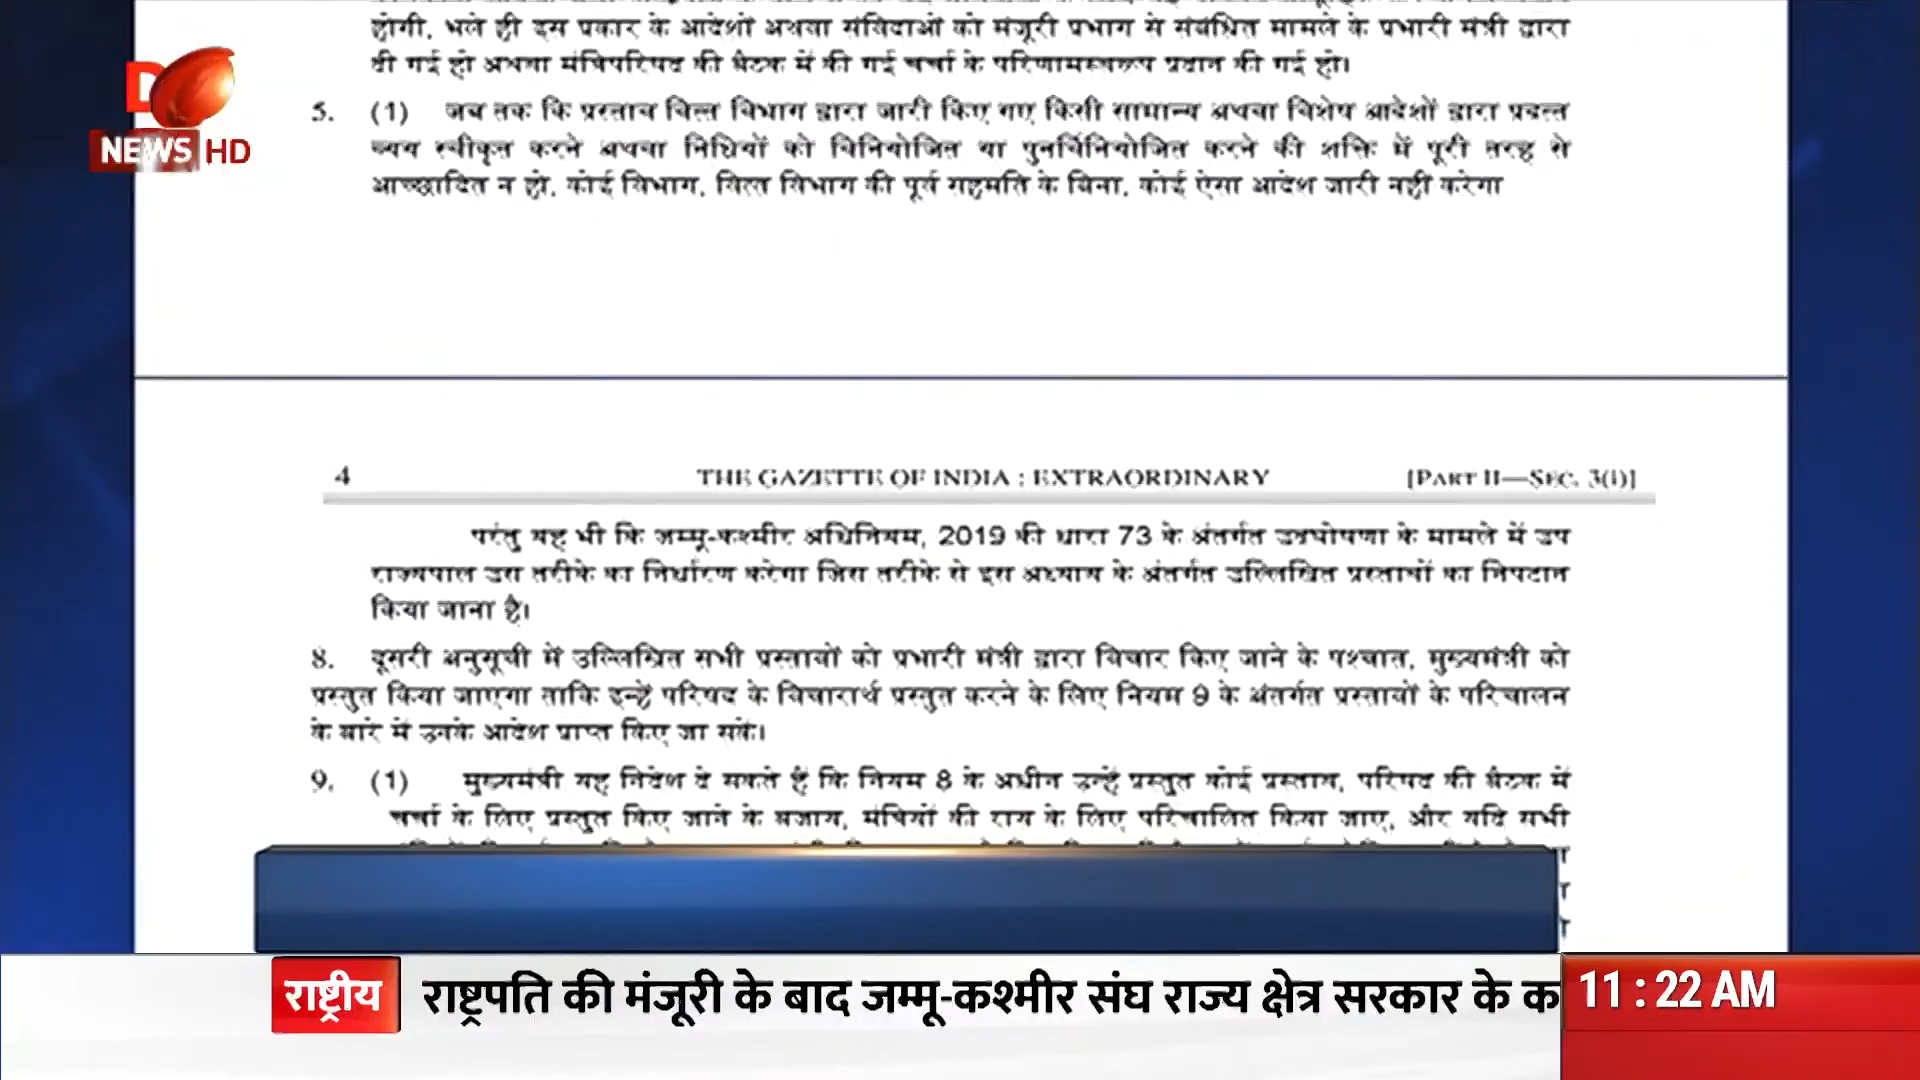 होगी, भले ही इस प्रकार के आदेशों अथवा संविदाओं को मंजूरी प्रभाग से संबंधित मामले के प्रभारी मंत्री द्वारा
दी गई हो अथवा मंत्रिपरिषद की बैठक में की गई चर्चा के परिणामस्वरूप प्रदान की गई हो।
5. (1) जब तक कि प्रस्ताव वित्त विभाग द्वारा जारी किए गए किसी सामान्य अथवा विशेष आदेशों द्वारा प्रदत्त
व्यय स्वीकृत करने अथवा निधियों को विनियोजित या पुनर्विनियोजित करने की शक्ति में पूरी तरह से
आच्छादित न हो, कोई विभाग, वित्त विभाग की पूर्व सहमति के बिना, कोई ऐसा आदेश जारी नहीं करेगा
NEWS HD
4 THE GAZETTE OF INDIA : EXTRAORDINARY [PART II—SEC. 3(i)]
परंतु यह भी कि जम्मू-कश्मीर अधिनियम, 2019 की धारा 73 के अंतर्गत उद्घोषणा के मामले में उप
राज्यपाल उस तरीके का निर्धारण करेगा जिस तरीके से इस अध्याय के अंतर्गत उल्लिखित प्रस्तावों का निपटान
किया जाना है।
8. दूसरी अनुसूची में उल्लिखित सभी प्रस्तावों को प्रभारी मंत्री द्वारा विचार किए जाने के पश्चात, मुख्यमंत्री को
प्रस्तुत किया जाएगा ताकि इन्हें परिषद के विचारार्थ प्रस्तुत करने के लिए नियम 9 के अंतर्गत प्रस्तावों के परिचालन
के बारे में उनके आदेश प्राप्त किए जा सकें।
9. (1) मुख्यमंत्री यह निदेश दे सकते हैं कि नियम 8 के अधीन उन्हें प्रस्तुत कोई प्रस्ताव, परिषद की बैठक में
चर्चा के लिए प्रस्तुत किए जाने के बजाय, मंत्रियों की राय के लिए परिचालित किया जाए, और यदि सभी
राष्ट्रीय राष्ट्रपति की मंजूरी के बाद जम्मू-कश्मीर संघ राज्य क्षेत्र सरकार के क
11 : 22 AM